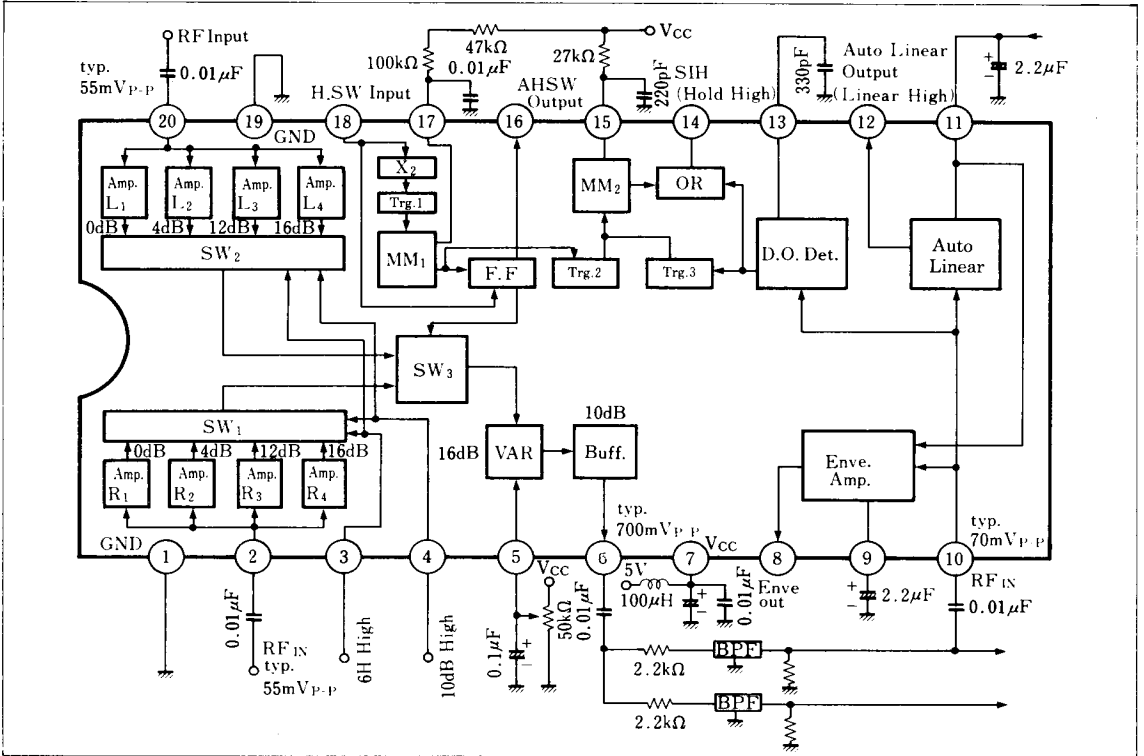 47kΩ
Vcc
RF Input
100kΩ
0.01μF
27kΩ
220pF
330pF
Auto Linear
Output
(Linear High)
2.2μF
typ.
55mVP-P
0.01μF
H.SW Input
AHSW
Output
SIH
(Hold High)
20
19
18
17
16
15
14
13
12
11
GND
Amp.
L1
Amp.
L2
Amp.
L3
Amp.
L4
0dB
4dB
12dB
16dB
SW2
X2
Trg.1
MM1
F.F
MM2
OR
Trg.2
Trg.3
D.O. Det.
Auto
Linear
SW3
SW1
0dB
4dB
12dB
16dB
Amp.
R1
Amp.
R2
Amp.
R3
Amp.
R4
16dB
VAR
10dB
Buff.
Enve.
Amp.
GND
typ.
700mVP-P
Vcc
typ.
70mVP-P
1
2
3
4
5
6
7
8
9
10
0.01μF
RF IN
typ.
55mVP-P
6H High
10dB High
0.1μF
Vcc
50kΩ
0.01μF
5V
100μH
0.01μF
Enve
out
2.2μF
RF IN
0.01μF
2.2kΩ
BPF
2.2kΩ
BPF